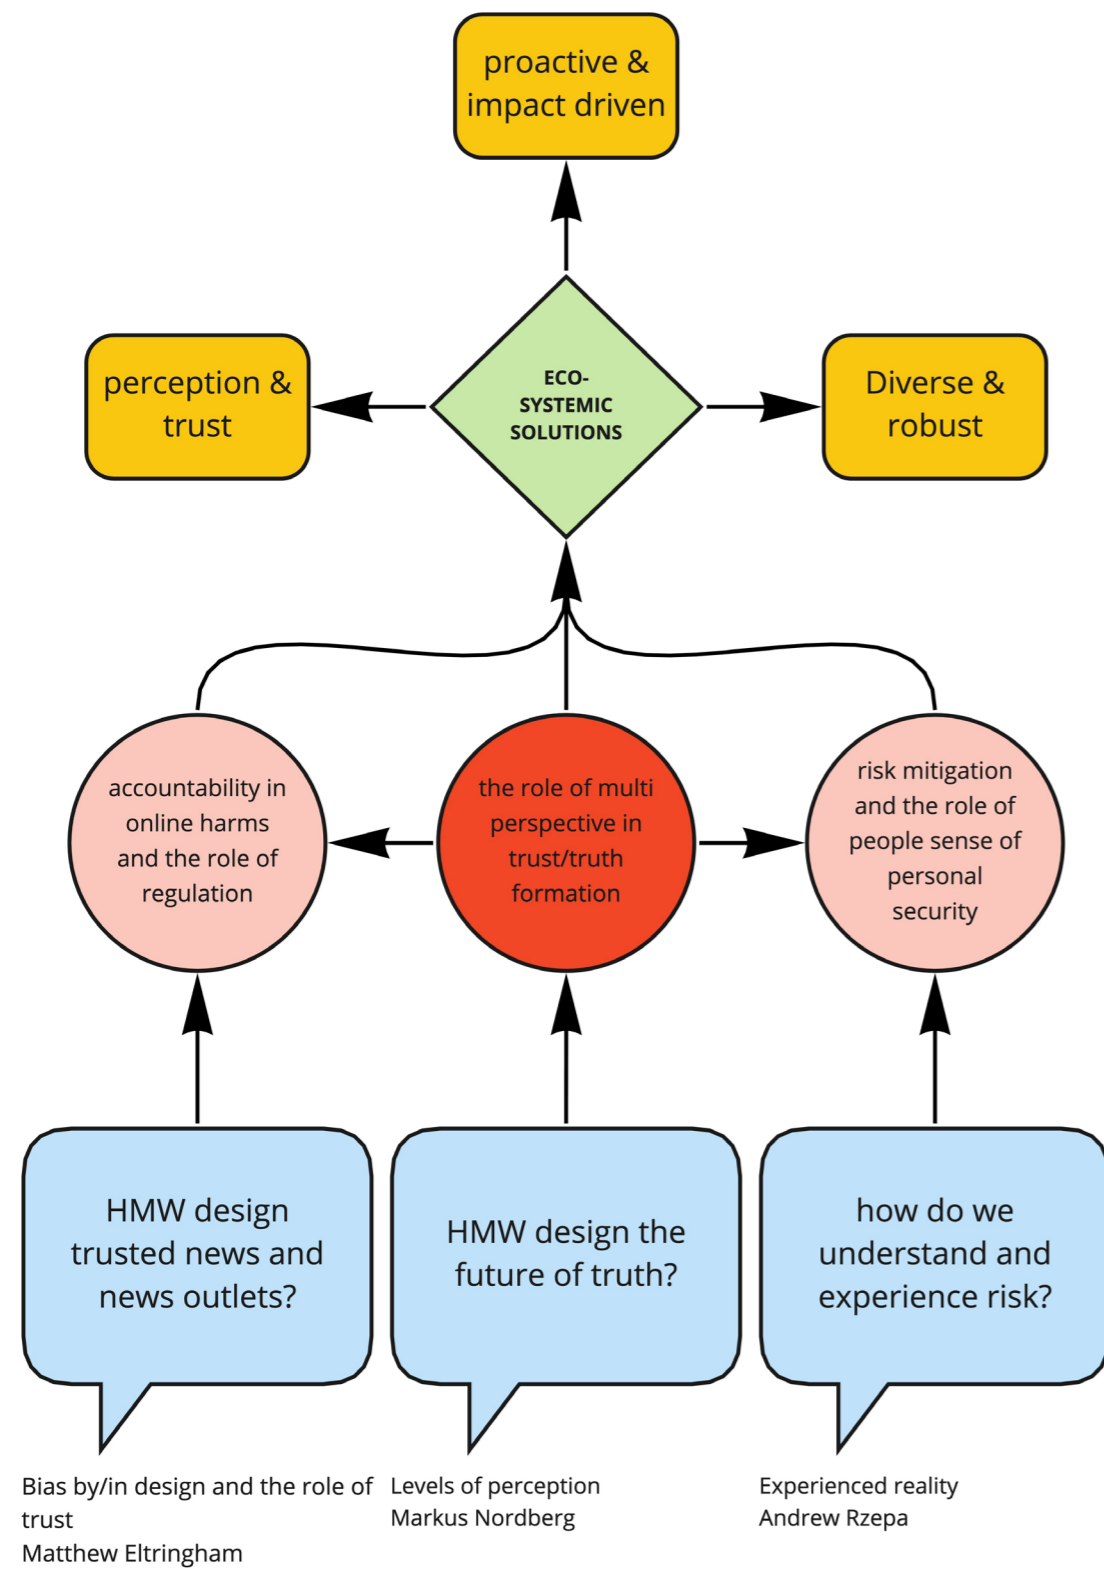 proactive &
impact driven
perception &
trust
ECO-
SYSTEMIC
SOLUTIONS
Diverse &
robust
accountability in
online harms
and the role of
regulation
the role of multi
perspective in
trust/truth
formation
risk mitigation
and the role of
people sense of
personal
security
HMW design
trusted news and
news outlets?
HMW design the
future of truth?
how do we
understand and
experience risk?
Bias by/in design and the role of
trust
Matthew Eltringham
Levels of perception
Markus Nordberg
Experienced reality
Andrew Rzepa